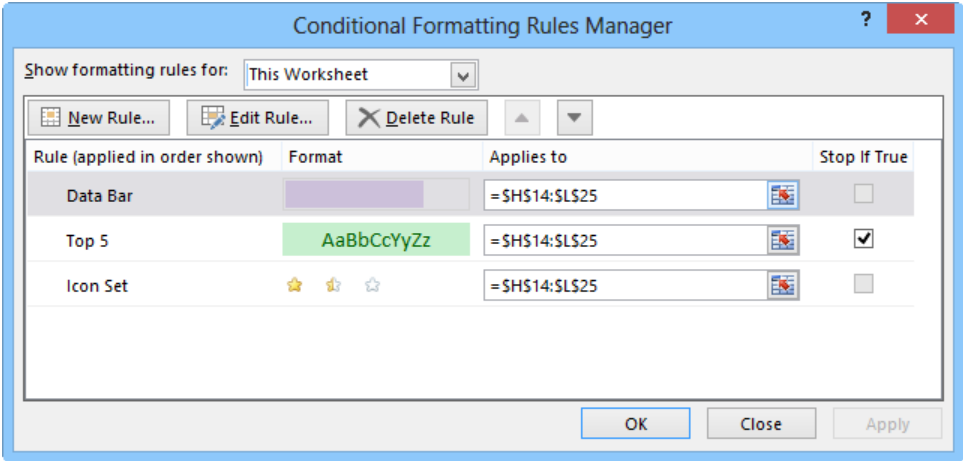 Conditional Formatting Rules Manager
?
Show formatting rules for: This Worksheet
New Rule... Edit Rule... Delete Rule
Rule (applied in order shown) Format Applies to Stop If True
Data Bar =$H$14:$L$25
Top 5 AaBbCcYyZz =$H$14:$L$25
Icon Set =$H$14:$L$25
OK Close Apply